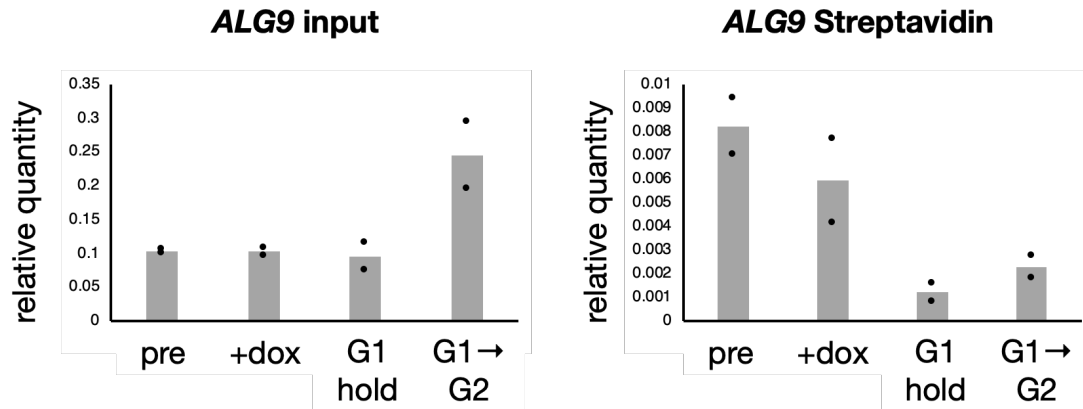 ALG9 input
relative quantity
0.35
0.3
0.25
0.2
0.15
0.1
0.05
0
pre
+dox
G1
hold
G1→
G2
ALG9 Streptavidin
relative quantity
0.01
0.009
0.008
0.007
0.006
0.005
0.004
0.003
0.002
0.001
0
pre
+dox
G1
hold
G1→
G2